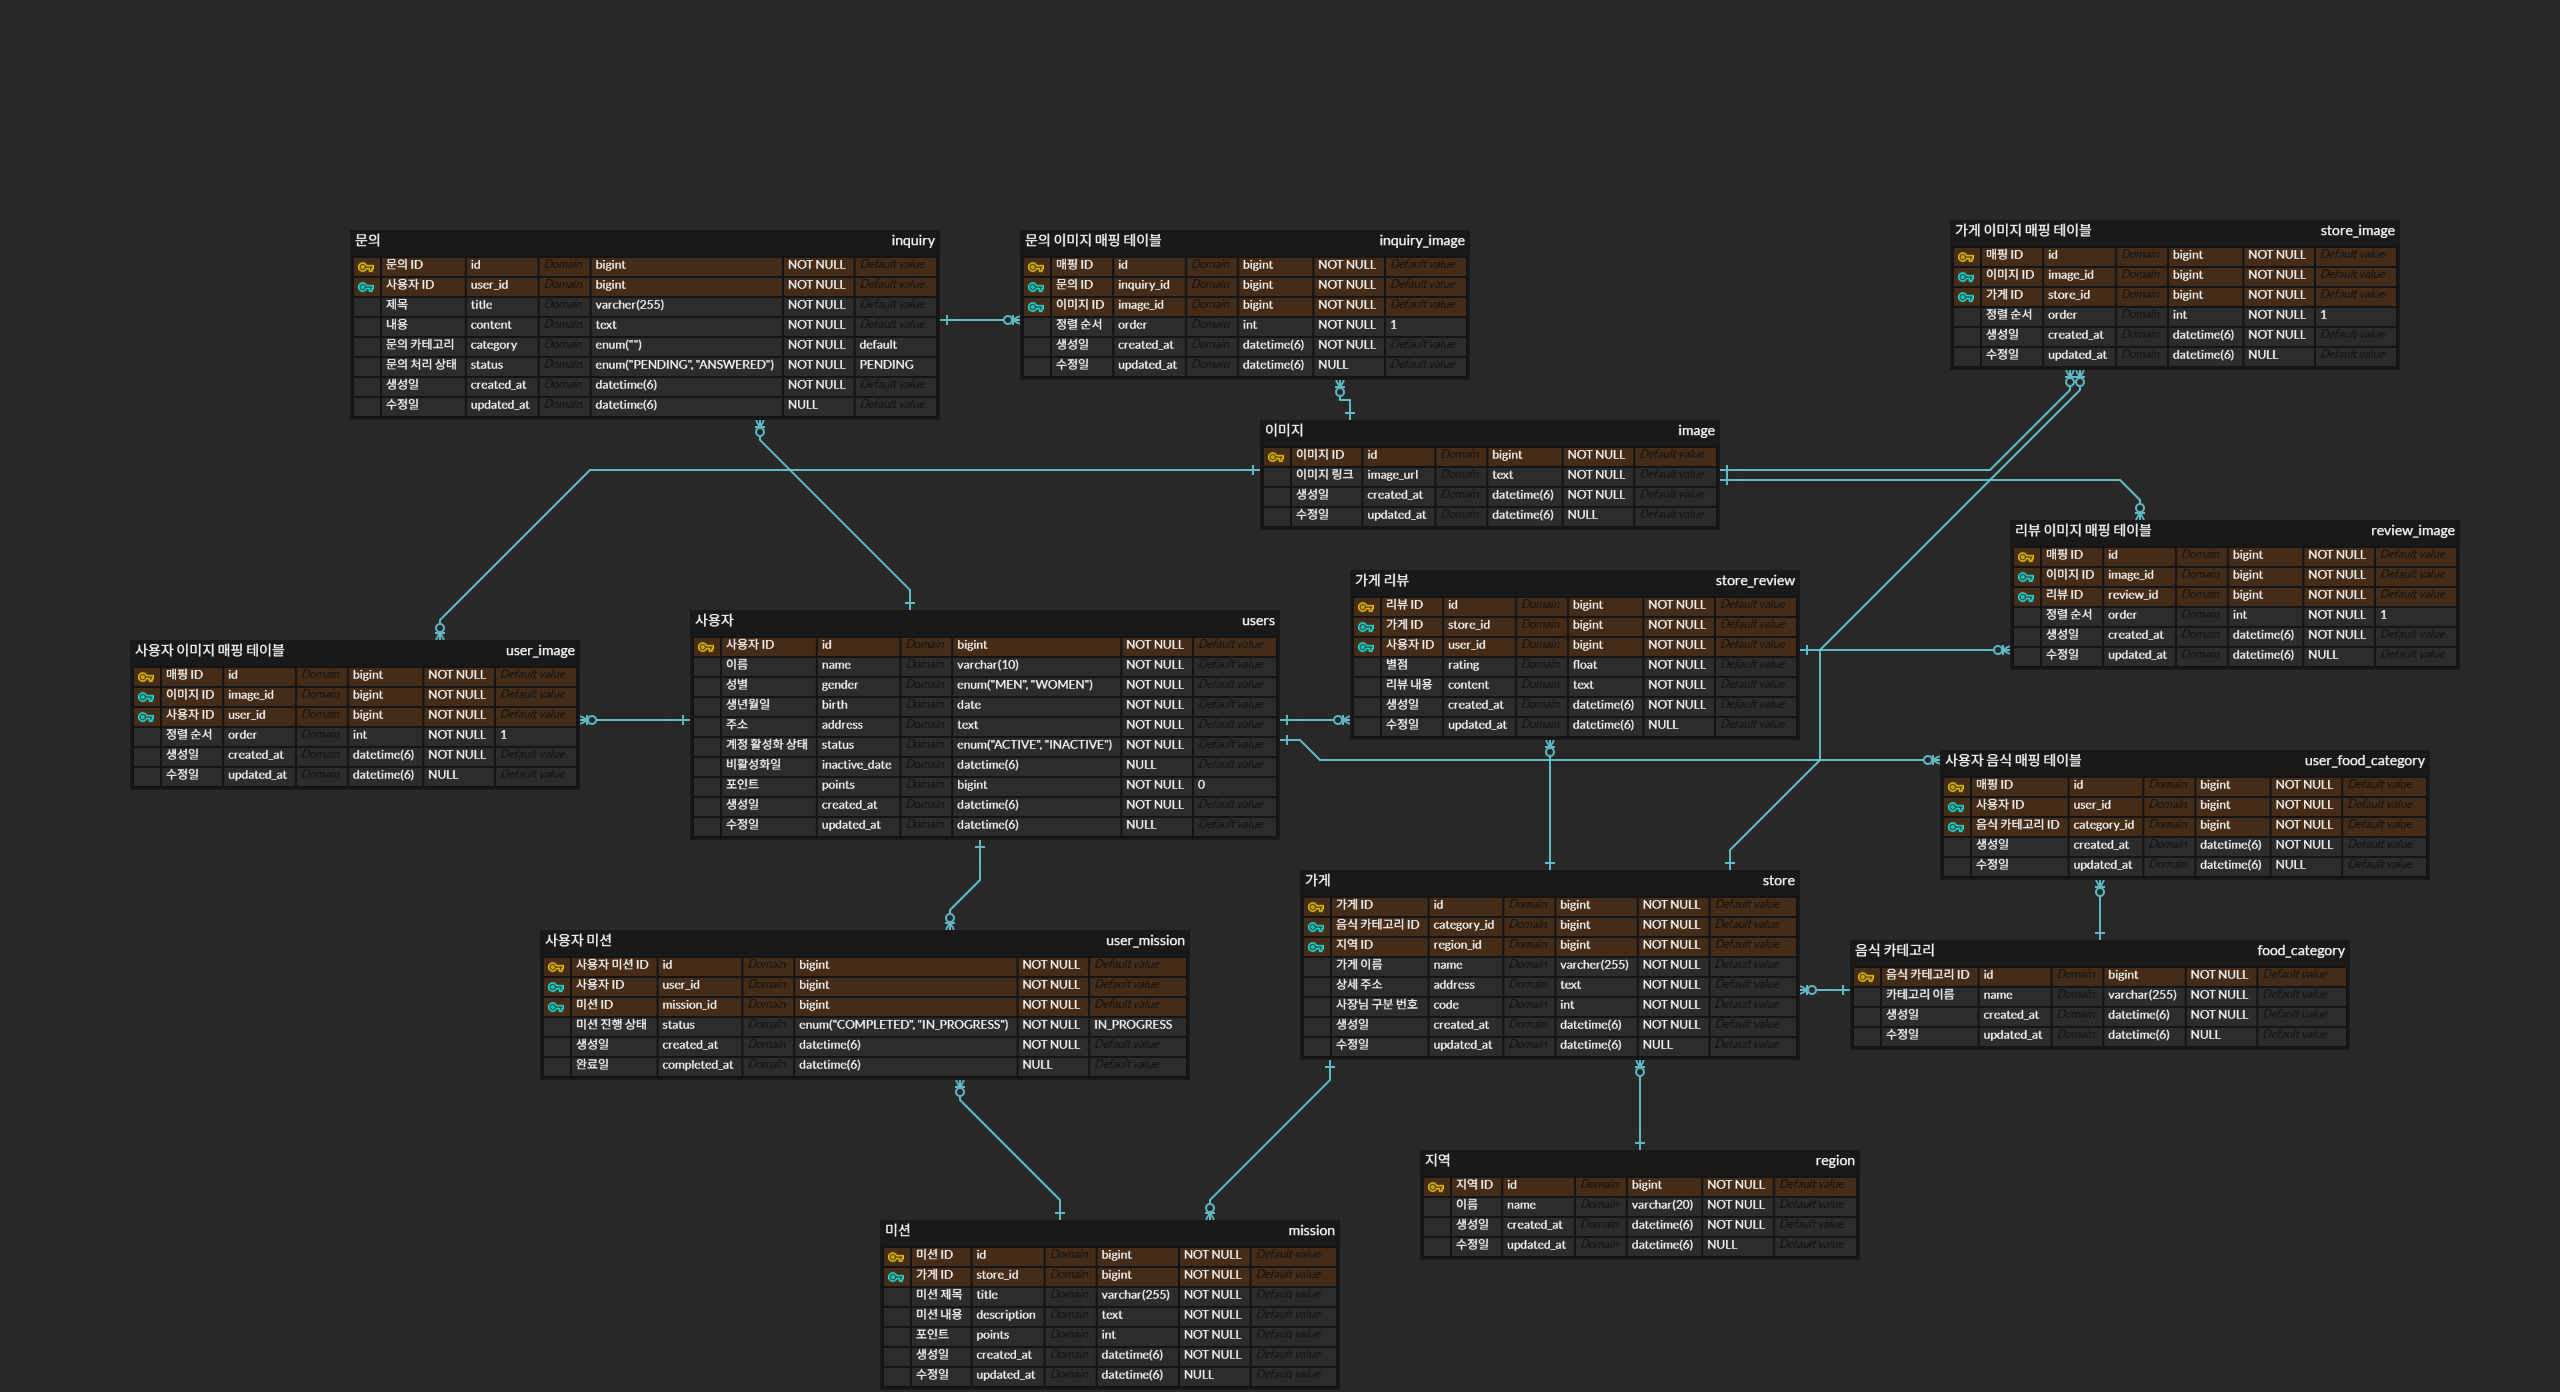 문의 inquiry
문의 ID id Domain bigint NOT NULL Default value
사용자 ID user_id Domain bigint NOT NULL Default value
제목 title Domain varchar(255) NOT NULL Default value
내용 content Domain text NOT NULL Default value
문의 카테고리 category Domain enum("") NOT NULL default
문의 처리 상태 status Domain enum("PENDING", "ANSWERED") NOT NULL PENDING
생성일 created_at Domain datetime(6) NOT NULL Default value
수정일 updated_at Domain datetime(6) NULL Default value
문의 이미지 매핑 테이블 inquiry_image
매핑 ID id Domain bigint NOT NULL Default value
문의 ID inquiry_id Domain bigint NOT NULL Default value
이미지 ID image_id Domain bigint NOT NULL Default value
정렬 순서 order Domain int NOT NULL 1
생성일 created_at Domain datetime(6) NOT NULL Default value
수정일 updated_at Domain datetime(6) NULL Default value
가게 이미지 매핑 테이블 store_image
매핑 ID id Domain bigint NOT NULL Default value
이미지 ID image_id Domain bigint NOT NULL Default value
가게 ID store_id Domain bigint NOT NULL Default value
정렬 순서 order Domain int NOT NULL 1
생성일 created_at Domain datetime(6) NOT NULL Default value
수정일 updated_at Domain datetime(6) NULL Default value
이미지 image
이미지 ID id Domain bigint NOT NULL Default value
이미지 링크 image_url Domain text NOT NULL Default value
생성일 created_at Domain datetime(6) NOT NULL Default value
수정일 updated_at Domain datetime(6) NULL Default value
리뷰 이미지 매핑 테이블 review_image
매핑 ID id Domain bigint NOT NULL Default value
이미지 ID image_id Domain bigint NOT NULL Default value
리뷰 ID review_id Domain bigint NOT NULL Default value
정렬 순서 order Domain int NOT NULL 1
생성일 created_at Domain datetime(6) NOT NULL Default value
수정일 updated_at Domain datetime(6) NULL Default value
가게 리뷰 store_review
리뷰 ID id Domain bigint NOT NULL Default value
가게 ID store_id Domain bigint NOT NULL Default value
사용자 ID user_id Domain bigint NOT NULL Default value
별점 rating Domain float NOT NULL Default value
리뷰 내용 content Domain text NOT NULL Default value
생성일 created_at Domain datetime(6) NOT NULL Default value
수정일 updated_at Domain datetime(6) NULL Default value
사용자 users
사용자 ID id Domain bigint NOT NULL Default value
이름 name Domain varchar(10) NOT NULL Default value
성별 gender Domain enum("MEN", "WOMEN") NOT NULL Default value
생년월일 birth Domain date NOT NULL Default value
주소 address Domain text NOT NULL Default value
계정 활성화 상태 status Domain enum("ACTIVE", "INACTIVE") NOT NULL Default value
비활성화일 inactive_date Domain datetime(6) NULL Default value
포인트 points Domain bigint NOT NULL 0
생성일 created_at Domain datetime(6) NOT NULL Default value
수정일 updated_at Domain datetime(6) NULL Default value
사용자 이미지 매핑 테이블 user_image
매핑 ID id Domain bigint NOT NULL Default value
이미지 ID image_id Domain bigint NOT NULL Default value
사용자 ID user_id Domain bigint NOT NULL Default value
정렬 순서 order Domain int NOT NULL 1
생성일 created_at Domain datetime(6) NOT NULL Default value
수정일 updated_at Domain datetime(6) NULL Default value
사용자 음식 매핑 테이블 user_food_category
매핑 ID id Domain bigint NOT NULL Default value
사용자 ID user_id Domain bigint NOT NULL Default value
음식 카테고리 ID category_id Domain bigint NOT NULL Default value
생성일 created_at Domain datetime(6) NOT NULL Default value
수정일 updated_at Domain datetime(6) NULL Default value
가게 store
가게 ID id Domain bigint NOT NULL Default value
음식 카테고리 ID category_id Domain bigint NOT NULL Default value
지역 ID region_id Domain bigint NOT NULL Default value
가게 이름 name Domain varchar(255) NOT NULL Default value
상세 주소 address Domain text NOT NULL Default value
사장님 구분 번호 code Domain int NOT NULL Default value
생성일 created_at Domain datetime(6) NOT NULL Default value
수정일 updated_at Domain datetime(6) NULL Default value
사용자 미션 user_mission
사용자 미션 ID id Domain bigint NOT NULL Default value
사용자 ID user_id Domain bigint NOT NULL Default value
미션 ID mission_id Domain bigint NOT NULL Default value
미션 진행 상태 status Domain enum("COMPLETED", "IN_PROGRESS") NOT NULL IN_PROGRESS
생성일 created_at Domain datetime(6) NOT NULL Default value
완료일 completed_at Domain datetime(6) NULL Default value
음식 카테고리 food_category
음식 카테고리 ID id Domain bigint NOT NULL Default value
카테고리 이름 name Domain varchar(255) NOT NULL Default value
생성일 created_at Domain datetime(6) NOT NULL Default value
수정일 updated_at Domain datetime(6) NULL Default value
지역 region
지역 ID id Domain bigint NOT NULL Default value
이름 name Domain varchar(20) NOT NULL Default value
생성일 created_at Domain datetime(6) NOT NULL Default value
수정일 updated_at Domain datetime(6) NULL Default value
미션 mission
미션 ID id Domain bigint NOT NULL Default value
가게 ID store_id Domain bigint NOT NULL Default value
미션 제목 title Domain varchar(255) NOT NULL Default value
미션 내용 description Domain text NOT NULL Default value
포인트 points Domain int NOT NULL Default value
생성일 created_at Domain datetime(6) NOT NULL Default value
수정일 updated_at Domain datetime(6) NULL Default value